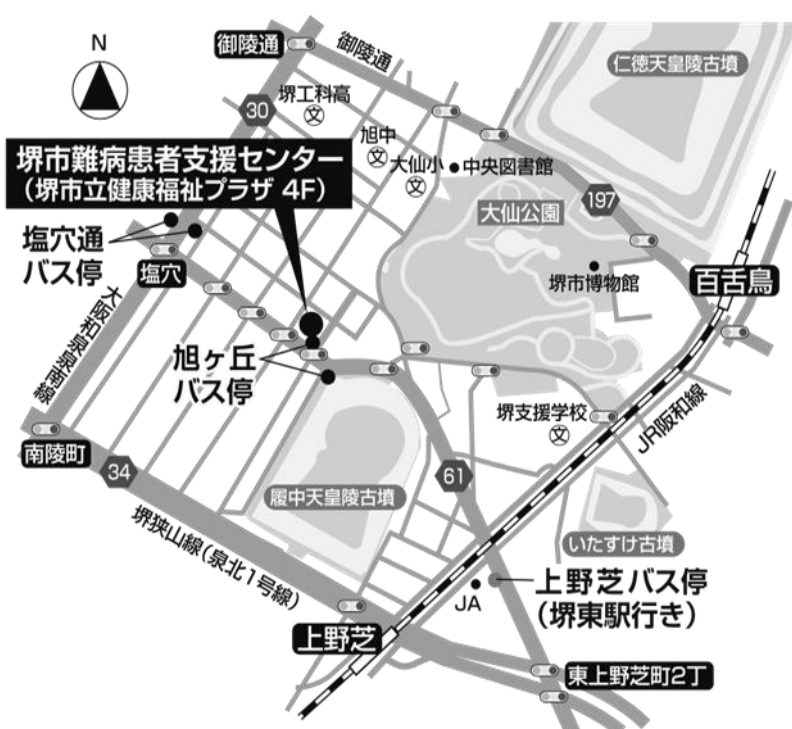 N
御陵通
御陵通
仁徳天皇陵古墳
30
堺工科高
文
旭中
文
大仙小
文
中央図書館
堺市難病患者支援センター
(堺市立健康福祉プラザ 4F)
大仙公園
197
塩穴通
バス停
塩穴
堺市博物館
百舌鳥
大阪和泉泉南線
旭ヶ丘
バス停
堺支援学校
文
JR阪和線
南陵町
34
61
履中天皇陵古墳
いたすけ古墳
堺狭山線(泉北1号線)
JA
上野芝バス停
(堺東駅行き)
上野芝
東上野芝町2丁